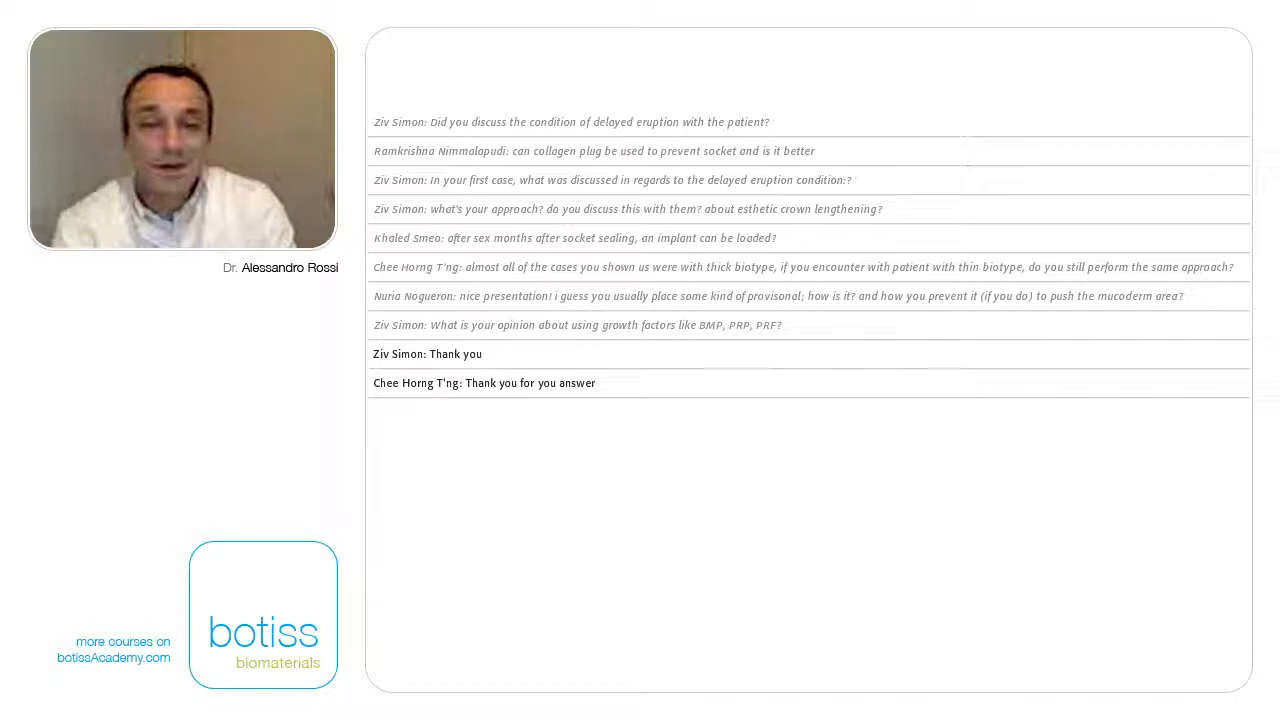 Dr. Alessandro Rossi
Ziv Simon: Did you discuss the condition of delayed eruption with the patient?
Ramkrishna Nimmalapudi: can collagen plug be used to prevent socket and is it better
Ziv Simon: In your first case, what was discussed in regards to the delayed eruption condition:?
Ziv Simon: what's your approach? do you discuss this with them? about esthetic crown lengthening?
Khaled Smeo: after sex months after socket sealing, an implant can be loaded?
Chee Horng T'ng: almost all of the cases you shown us were with thick biotype, if you encounter with patient with thin biotype, do you still perform the same approach?
Nuria Nogueron: nice presentation! i guess you usually place some kind of provisonal; how is it? and how you prevent it (if you do) to push the mucoderm area?
Ziv Simon: What is your opinion about using growth factors like BMP, PRP, PRF?
Ziv Simon: Thank you
Chee Horng T'ng: Thank you for you answer
more courses on
botissAcademy.com
botiss
biomaterials